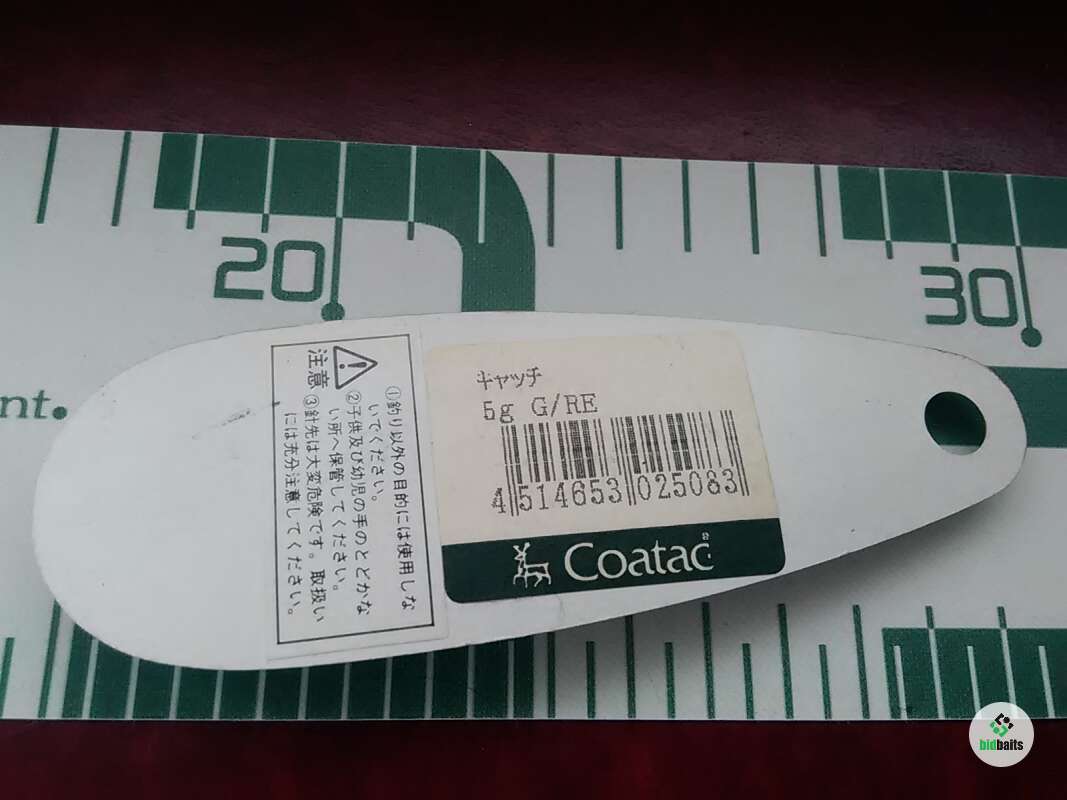 20
30
nt.
注意
①釣り以外の目的には使用しな
いでください。
②子供及び幼児の手のとどかな
い所へ保管してください。
③針先は大変危険です。取扱い
には充分注意してください。
キャッチ
5g G/RE
4 514653 025083
Coatac®
bidbaits